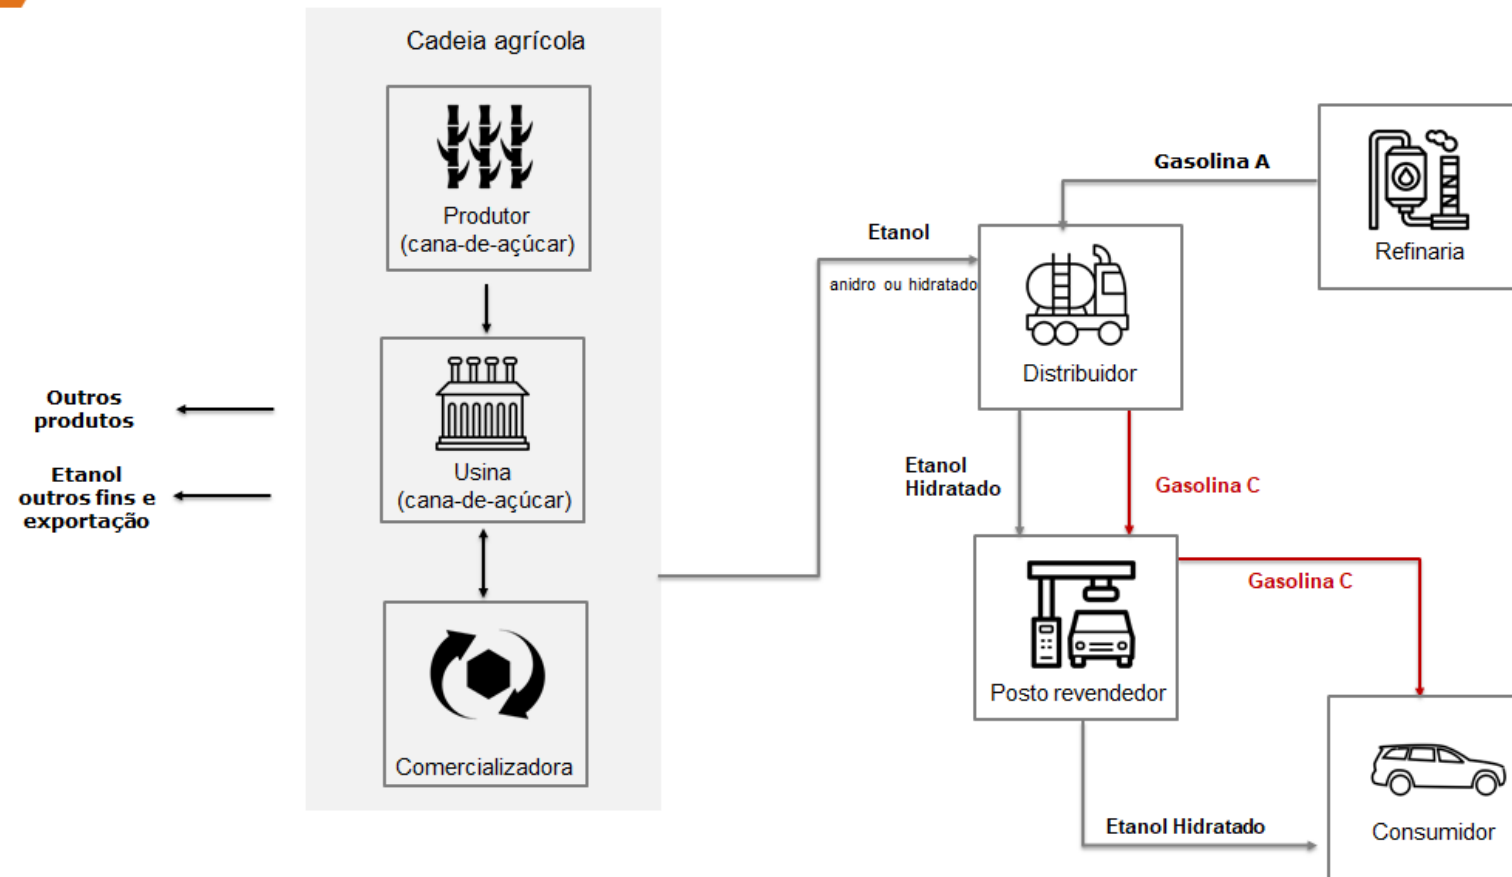 Cadeia agrícola
Produtor
(cana-de-açúcar)
Usina
(cana-de-açúcar)
Comercializadora
Outros
produtos
Etanol
outros fins e
exportação
Etanol
anidro ou hidratado
Gasolina A
Refinaria
Distribuidor
Etanol
Hidratado
Gasolina C
Posto revendedor
Gasolina C
Etanol Hidratado
Consumidor